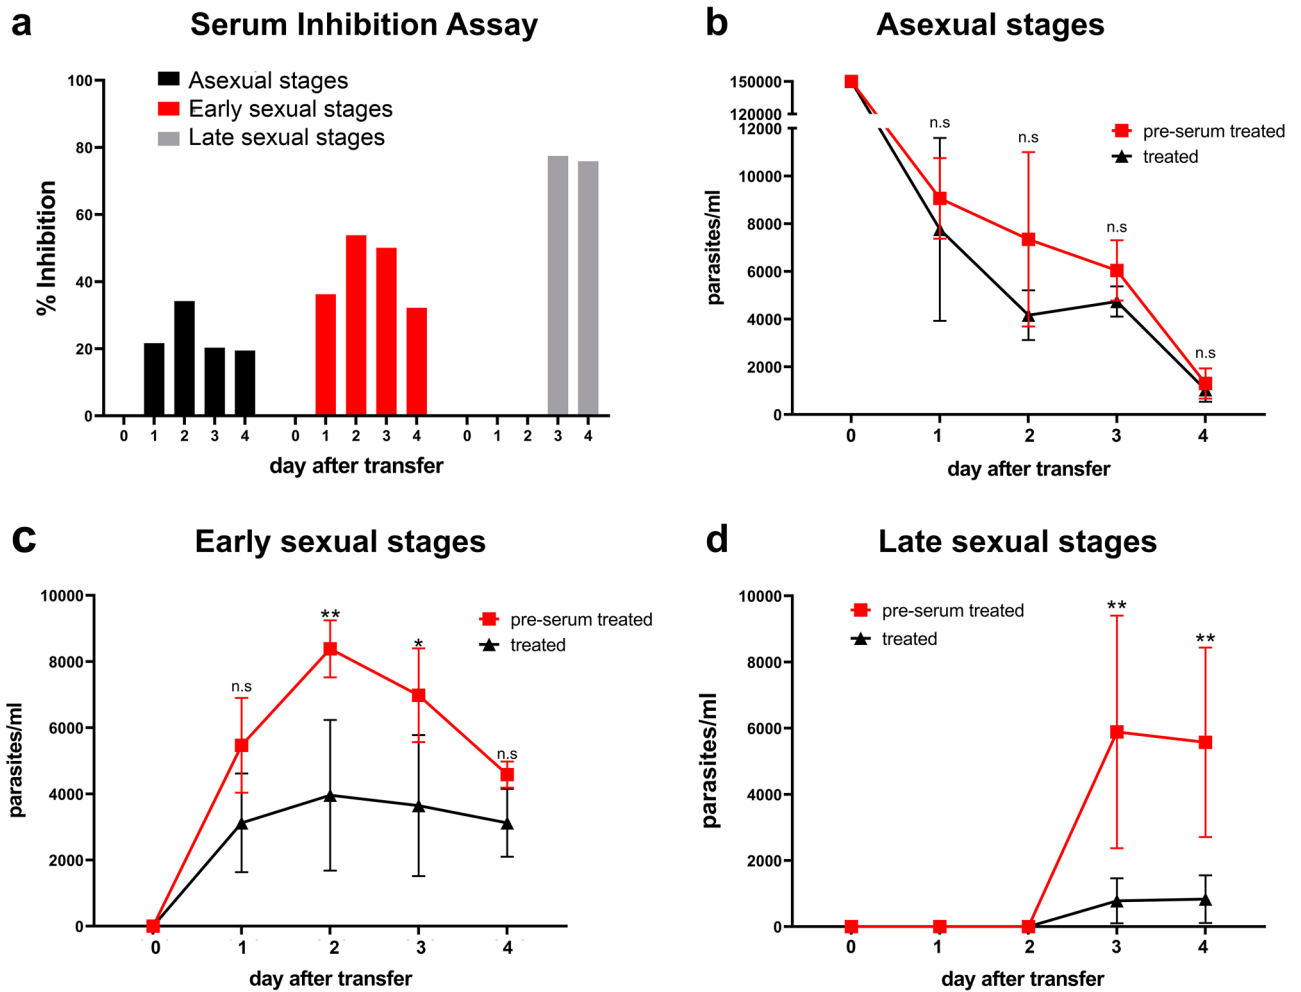 a
Serum Inhibition Assay
Asexual stages
Early sexual stages
Late sexual stages
100
80
60
40
20
0
% Inhibition
0 1 2 3 4 0 1 2 3 4 0 1 2 3 4
day after transfer
b
Asexual stages
pre-serum treated
treated
150000
120000
12000
10000
8000
6000
4000
2000
0
parasites/ml
n.s
n.s
n.s
n.s
0 1 2 3 4
day after transfer
c
Early sexual stages
pre-serum treated
treated
10000
8000
6000
4000
2000
0
parasites/ml
n.s
**
*
n.s
0 1 2 3 4
day after transfer
d
Late sexual stages
pre-serum treated
treated
10000
8000
6000
4000
2000
0
parasites/ml
**
**
0 1 2 3 4
day after transfer